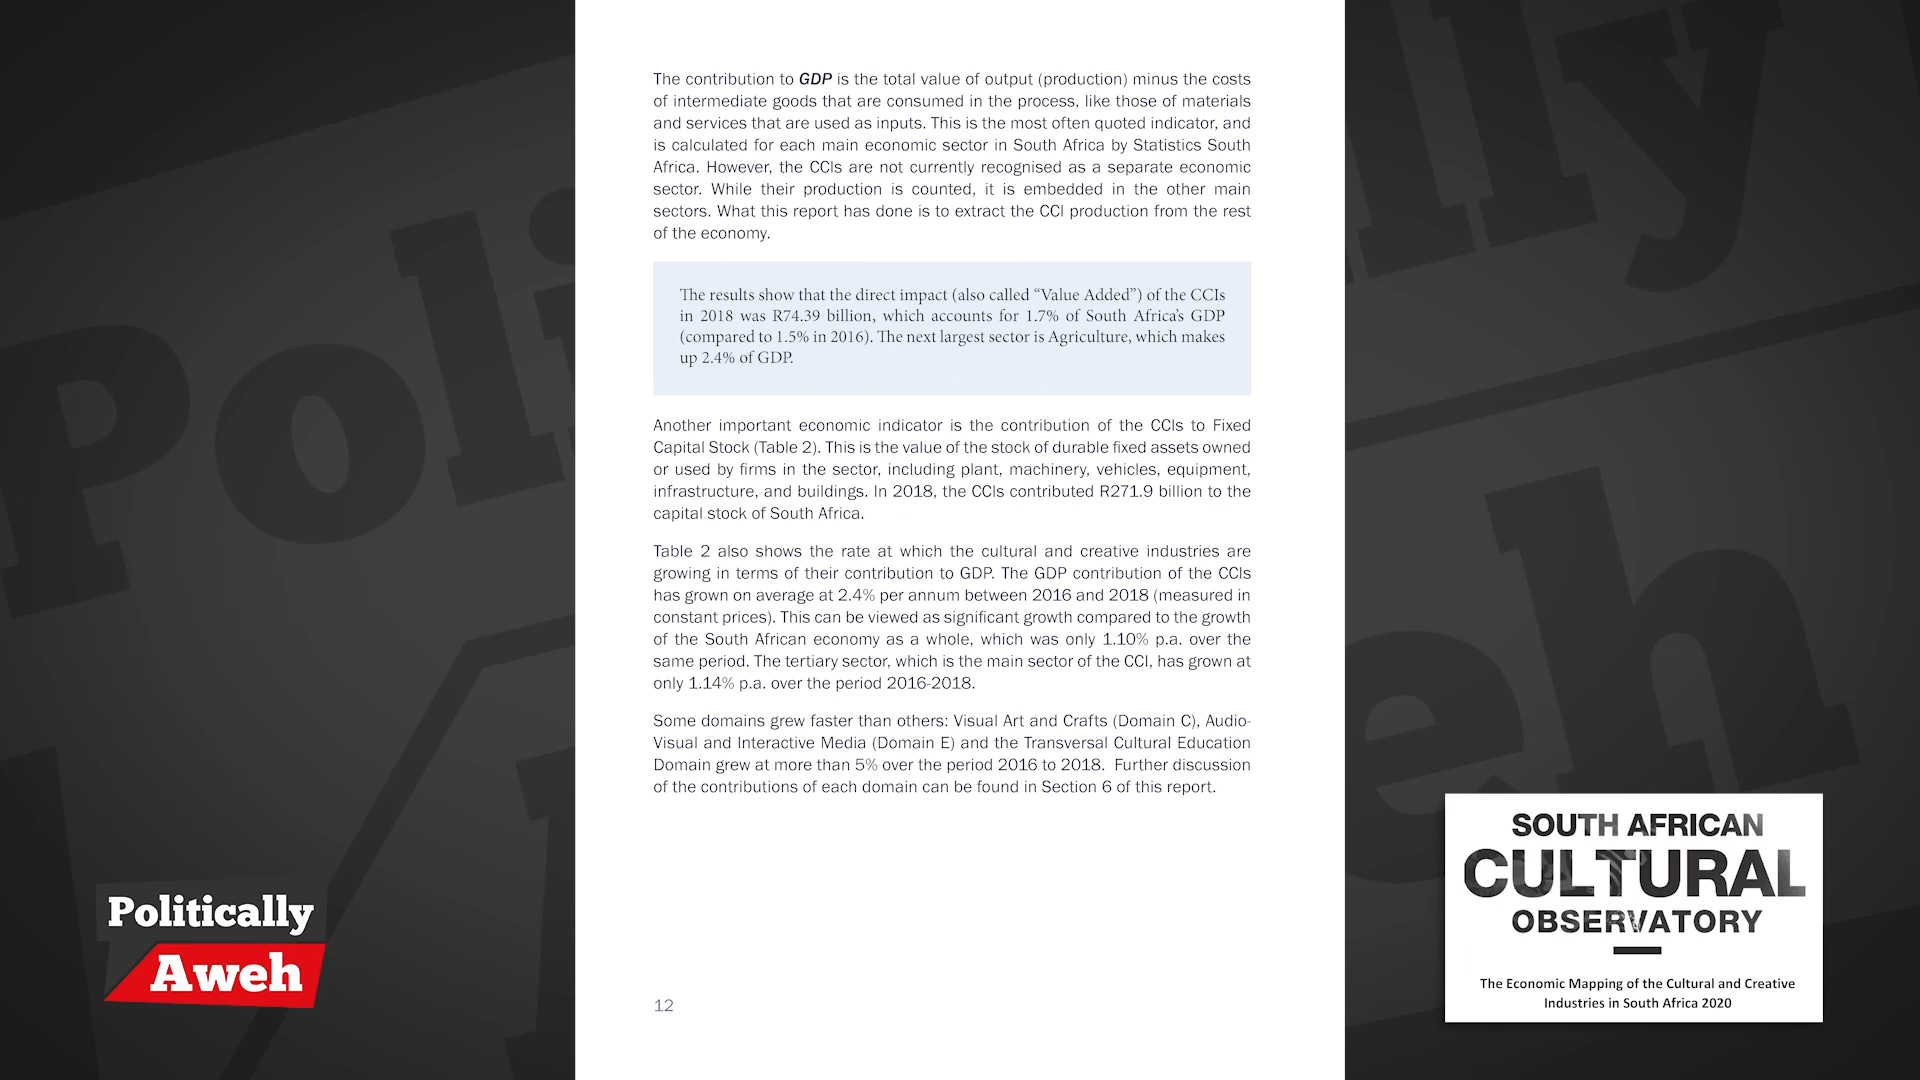 The contribution to GDP is the total value of output (production) minus the costs
of intermediate goods that are consumed in the process, like those of materials
and services that are used as inputs. This is the most often quoted indicator, and
is calculated for each main economic sector in South Africa by Statistics South
Africa. However, the CCIs are not currently recognised as a separate economic
sector. While their production is counted, it is embedded in the other main
sectors. What this report has done is to extract the CCI production from the rest
of the economy.
The results show that the direct impact (also called “Value Added”) of the CCIs
in 2018 was R74.39 billion, which accounts for 1.7% of South Africa’s GDP
(compared to 1.5% in 2016). The next largest sector is Agriculture, which makes
up 2.4% of GDP.
Another important economic indicator is the contribution of the CCIs to Fixed
Capital Stock (Table 2). This is the value of the stock of durable fixed assets owned
or used by firms in the sector, including plant, machinery, vehicles, equipment,
infrastructure, and buildings. In 2018, the CCIs contributed R271.9 billion to the
capital stock of South Africa.
Table 2 also shows the rate at which the cultural and creative industries are
growing in terms of their contribution to GDP. The GDP contribution of the CCIs
has grown on average at 2.4% per annum between 2016 and 2018 (measured in
constant prices). This can be viewed as significant growth compared to the growth
of the South African economy as a whole, which was only 1.10% p.a. over the
same period. The tertiary sector, which is the main sector of the CCI, has grown at
only 1.14% p.a. over the period 2016-2018.
Some domains grew faster than others: Visual Art and Crafts (Domain C), Audio-
Visual and Interactive Media (Domain E) and the Transversal Cultural Education
Domain grew at more than 5% over the period 2016 to 2018. Further discussion
of the contributions of each domain can be found in Section 6 of this report.
12
Politically
Aweh
SOUTH AFRICAN
CULTURAL
OBSERVATORY
The Economic Mapping of the Cultural and Creative
Industries in South Africa 2020